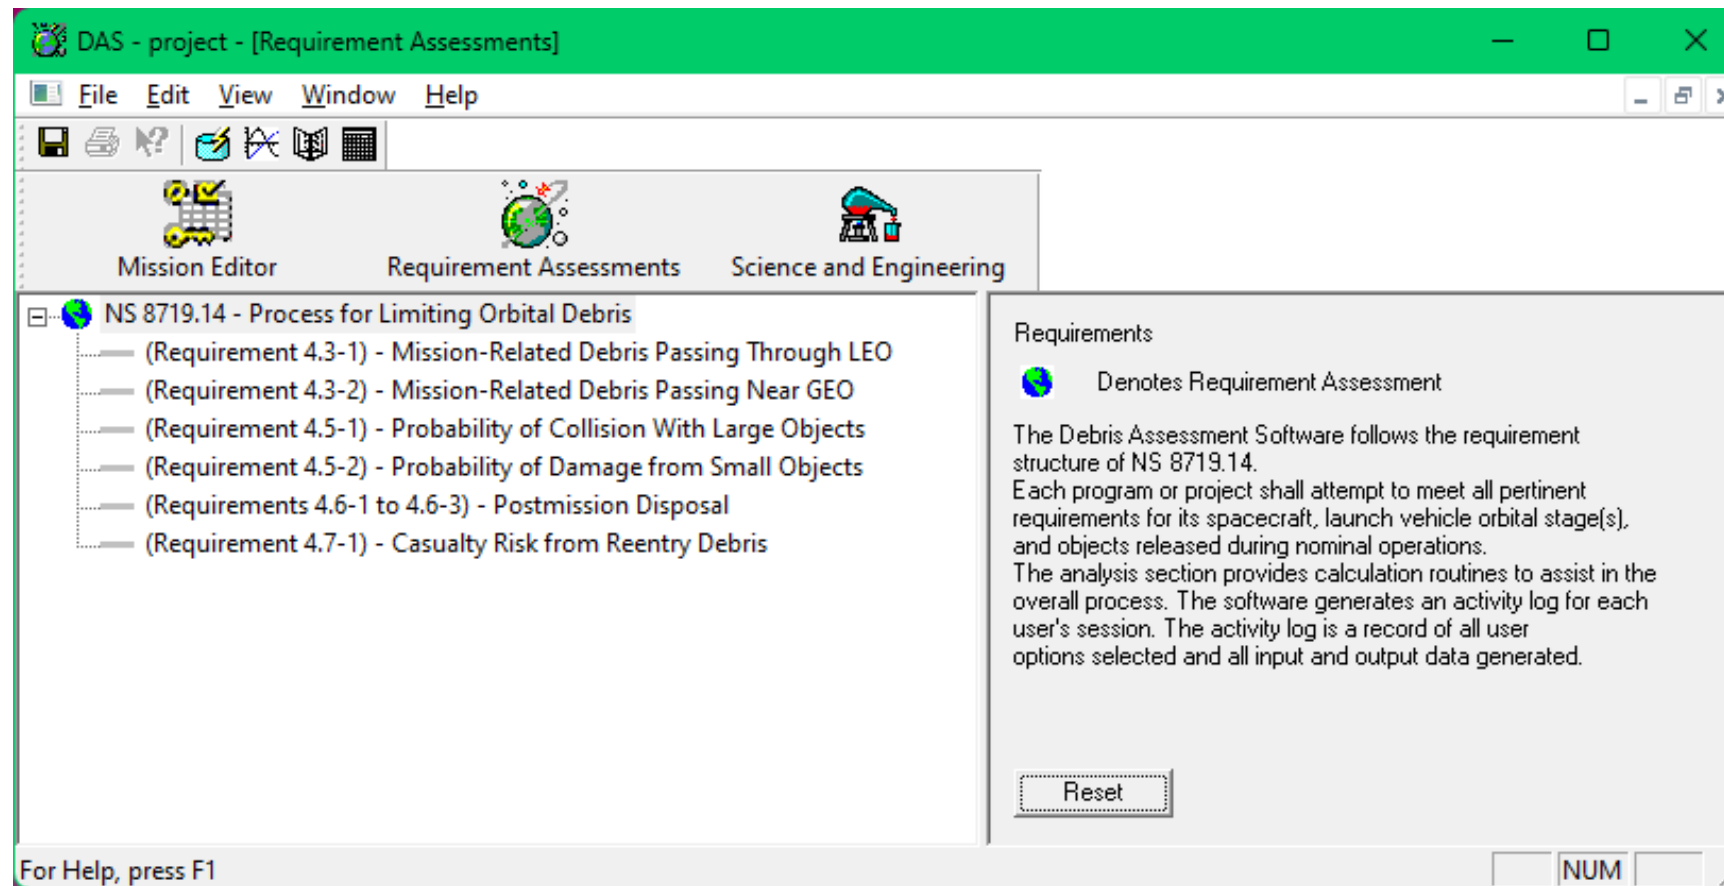 DAS - project - [Requirement Assessments]
File Edit View Window Help
Mission Editor Requirement Assessments Science and Engineering
NS 8719.14 - Process for Limiting Orbital Debris
(Requirement 4.3-1) - Mission-Related Debris Passing Through LEO
(Requirement 4.3-2) - Mission-Related Debris Passing Near GEO
(Requirement 4.5-1) - Probability of Collision With Large Objects
(Requirement 4.5-2) - Probability of Damage from Small Objects
(Requirements 4.6-1 to 4.6-3) - Postmission Disposal
(Requirement 4.7-1) - Casualty Risk from Reentry Debris
Requirements
Denotes Requirement Assessment
The Debris Assessment Software follows the requirement
structure of NS 8719.14.
Each program or project shall attempt to meet all pertinent
requirements for its spacecraft, launch vehicle orbital stage(s),
and objects released during nominal operations.
The analysis section provides calculation routines to assist in the
overall process. The software generates an activity log for each
user's session. The activity log is a record of all user
options selected and all input and output data generated.
Reset
For Help, press F1
NUM